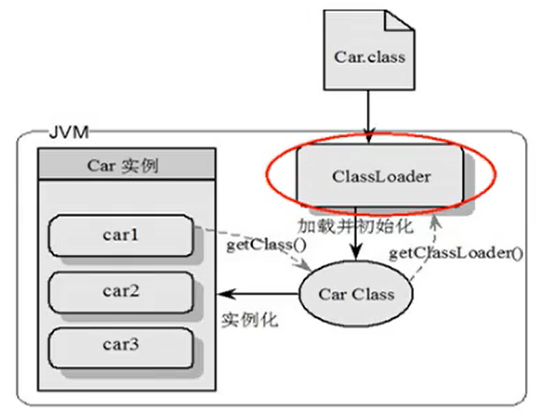 Car.class
JVM
Car 实例
ClassLoader
加载并初始化
car1
getClass()
getClassLoader()
car2
Car Class
实例化
car3